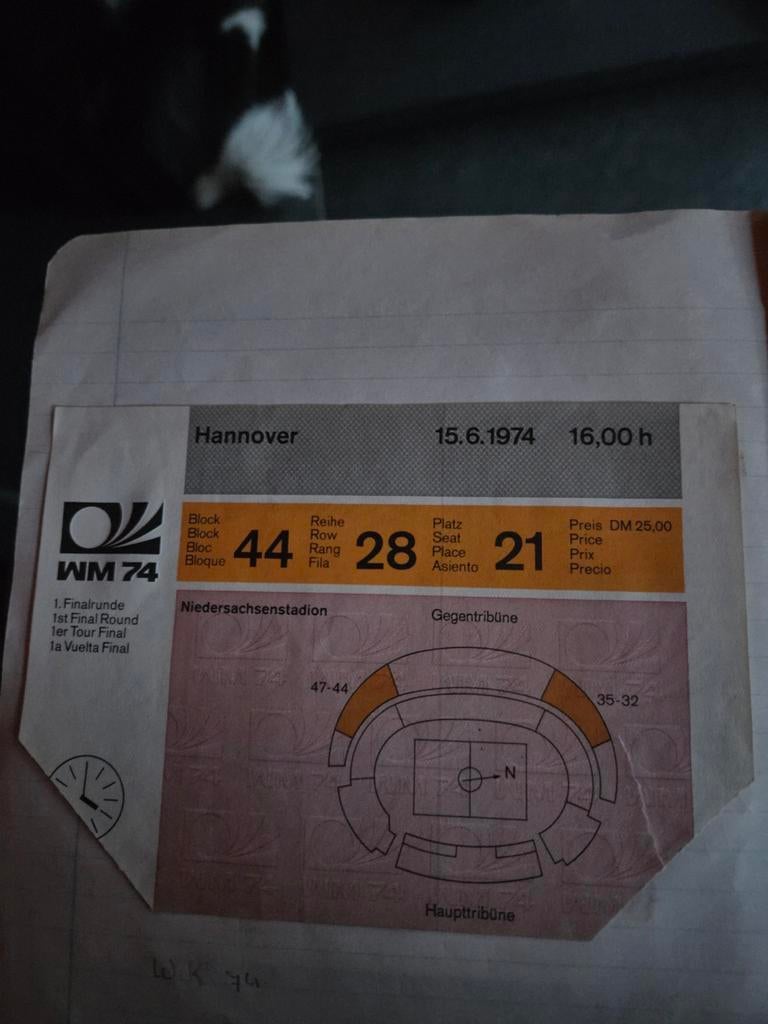 Hannover 15.6.1974 16,00 h
Block
Block
Bloc
Bloque
44
Reihe
Row
Rang
Fila
28
Platz
Seat
Place
Asiento
21
Preis DM 25,00
Price
Prix
Precio
WM 74
1. Finalrunde
1st Final Round
1er Tour Final
1a Vuelta Final
Niedersachsenstadion
Gegentribüne
47-44
35-32
N
Haupttribüne
W K 74